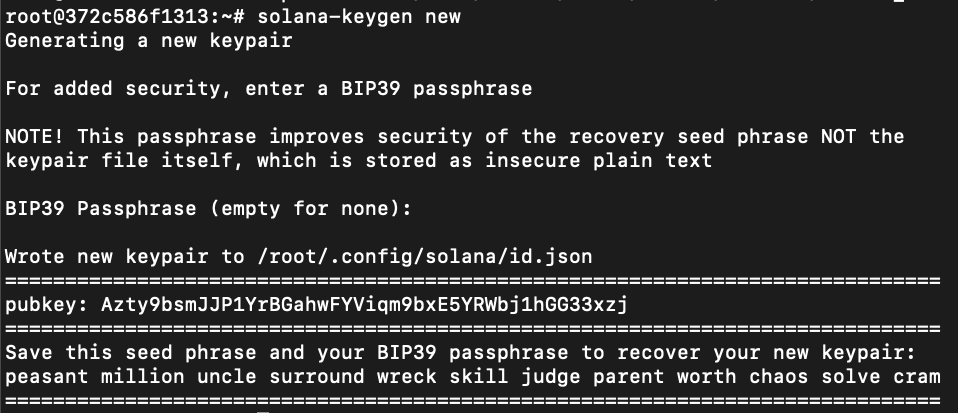 root@372c586f1313:~# solana-keygen new
Generating a new keypair
For added security, enter a BIP39 passphrase
NOTE! This passphrase improves security of the recovery seed phrase NOT the
keypair file itself, which is stored as insecure plain text
BIP39 Passphrase (empty for none):
Wrote new keypair to /root/.config/solana/id.json
==============================================================================
pubkey: Azty9bsmJJP1YrBGahwFYViqm9bxE5YRWbj1hGG33xzj
==============================================================================
Save this seed phrase and your BIP39 passphrase to recover your new keypair:
peasant million uncle surround wreck skill judge parent worth chaos solve cram
==============================================================================